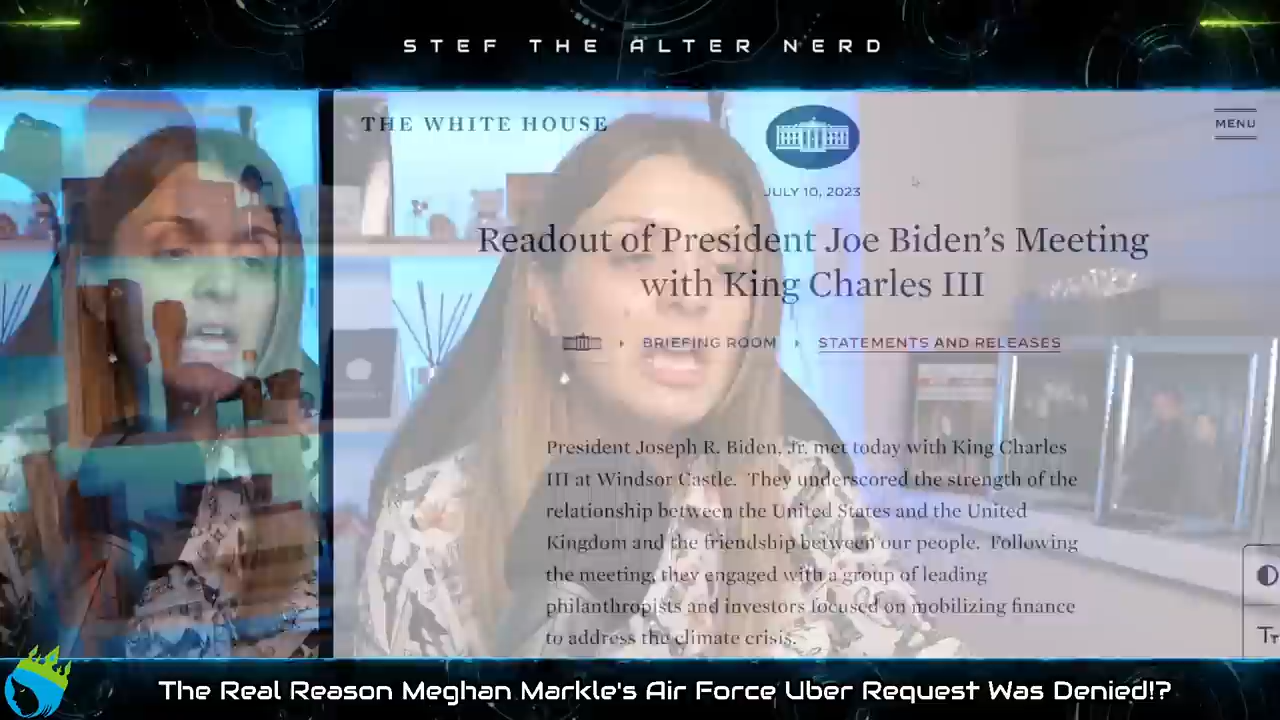 STEF THE ALTER NERD
THE WHITE HOUSE
MENU
JULY 10, 2023
Readout of President Joe Biden’s Meeting
with King Charles III
BRIEFING ROOM
STATEMENTS AND RELEASES
President Joseph R. Biden, Jr. met today with King Charles
III at Windsor Castle.  They underscored the strength of the
relationship between the United States and the United
Kingdom and the friendship between our people.  Following
the meeting, they engaged with a group of leading
philanthropists and investors focused on mobilizing finance
to address the climate crisis.
Tт
The Real Reason Meghan Markle's Air Force Uber Request Was Denied!?